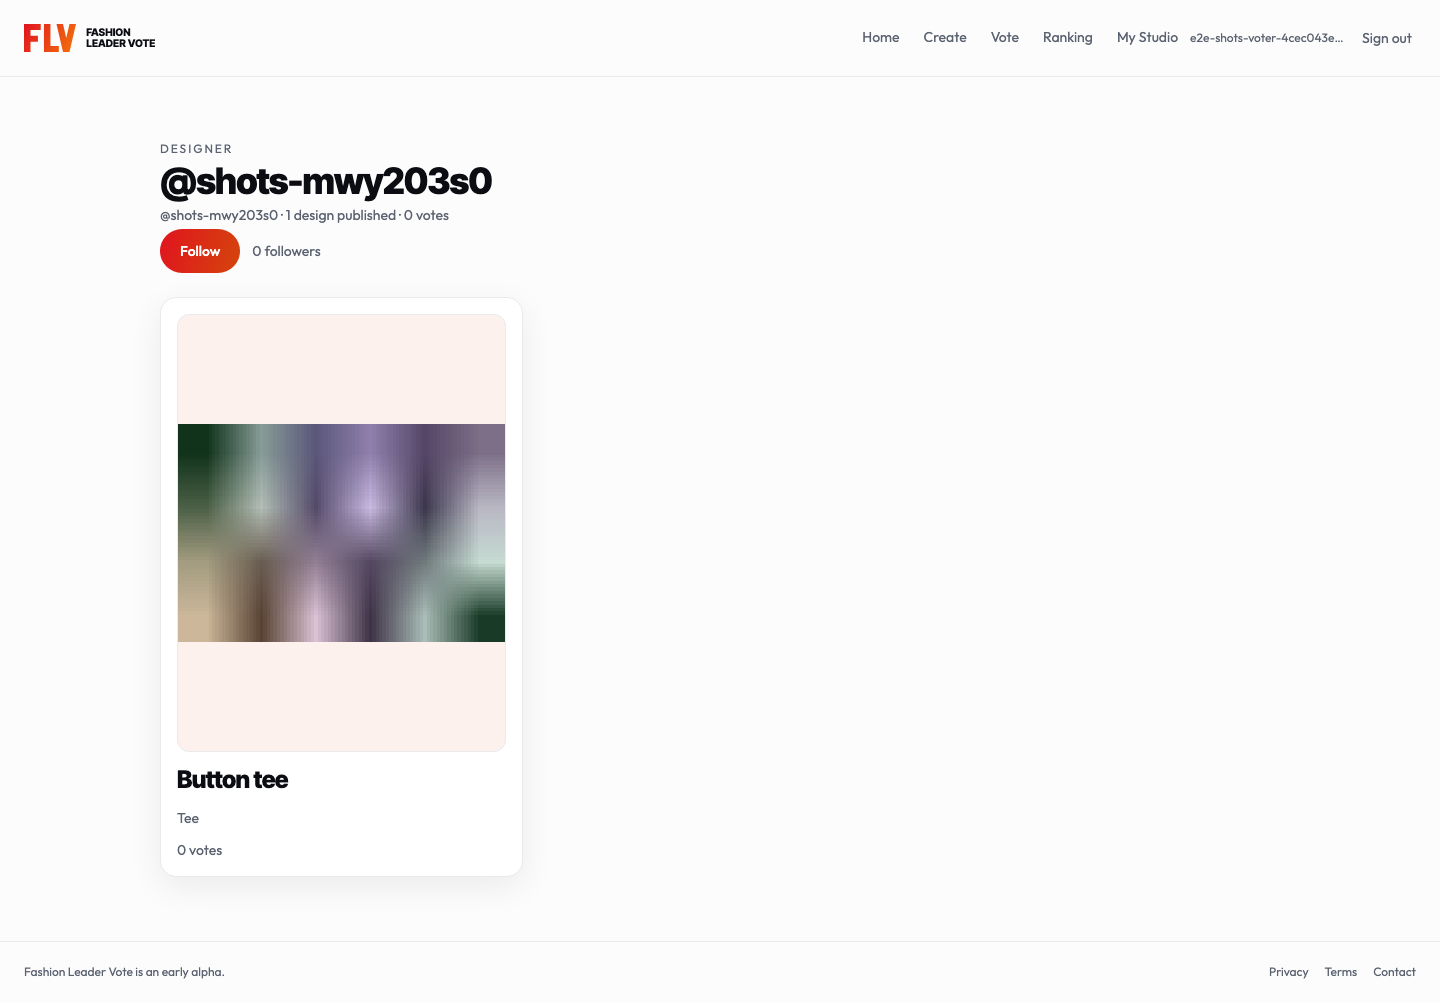 FLV FASHION
LEADER VOTE
Home Create Vote Ranking My Studio e2e-shots-voter-4cec043e... Sign out
DESIGNER
@shots-mwy203s0
@shots-mwy203s0 · 1 design published · 0 votes
Follow 0 followers
Button tee
Tee
0 votes
Fashion Leader Vote is an early alpha. Privacy Terms Contact